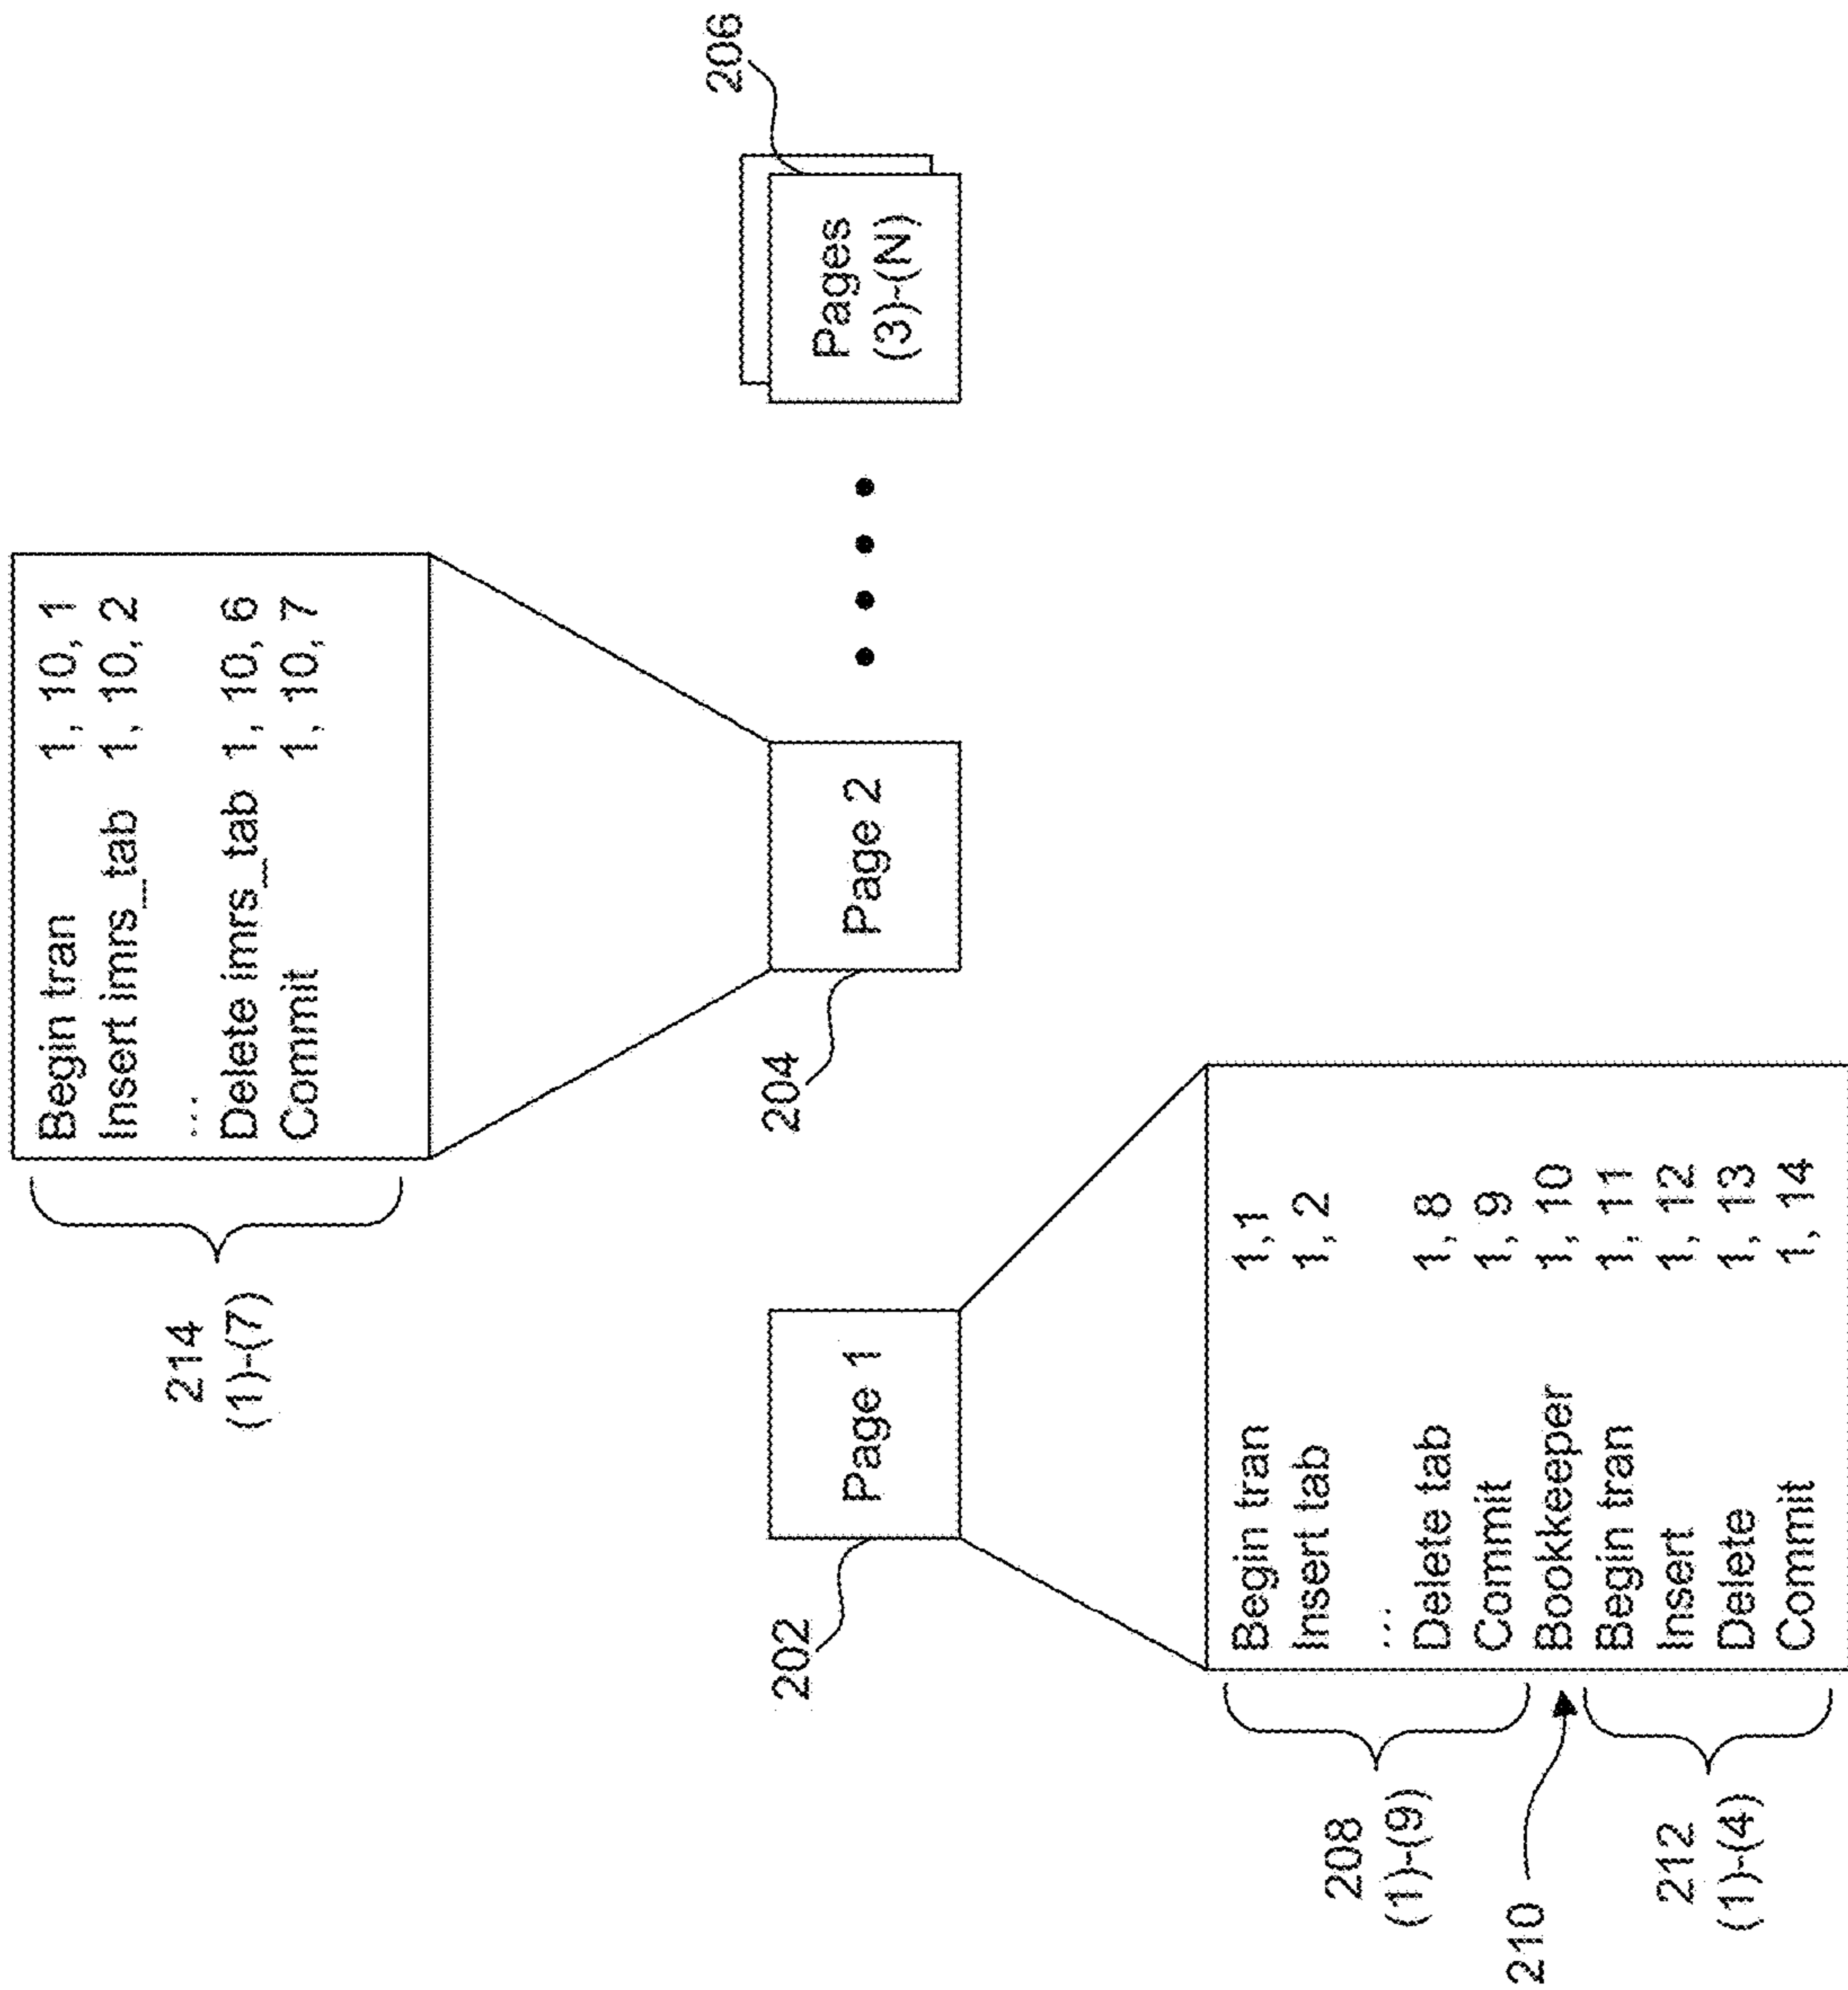 214
(1)-(7)
Begin tran 1, 10, 1
Insert imrs_tab 1, 10, 2
...
Delete imrs_tab 1, 10, 6
Commit 1, 10, 7
202
Page 1
204
Page 2
Pages
(3)-(N)
206
208
(1)-(9)
210
212
(1)-(4)
Begin tran 1,1
Insert tab 1, 2
...
Delete tab 1, 8
Commit 1, 9
Bookkeeper 1, 10
Begin tran 1, 11
Insert 1, 12
Delete 1, 13
Commit 1, 14